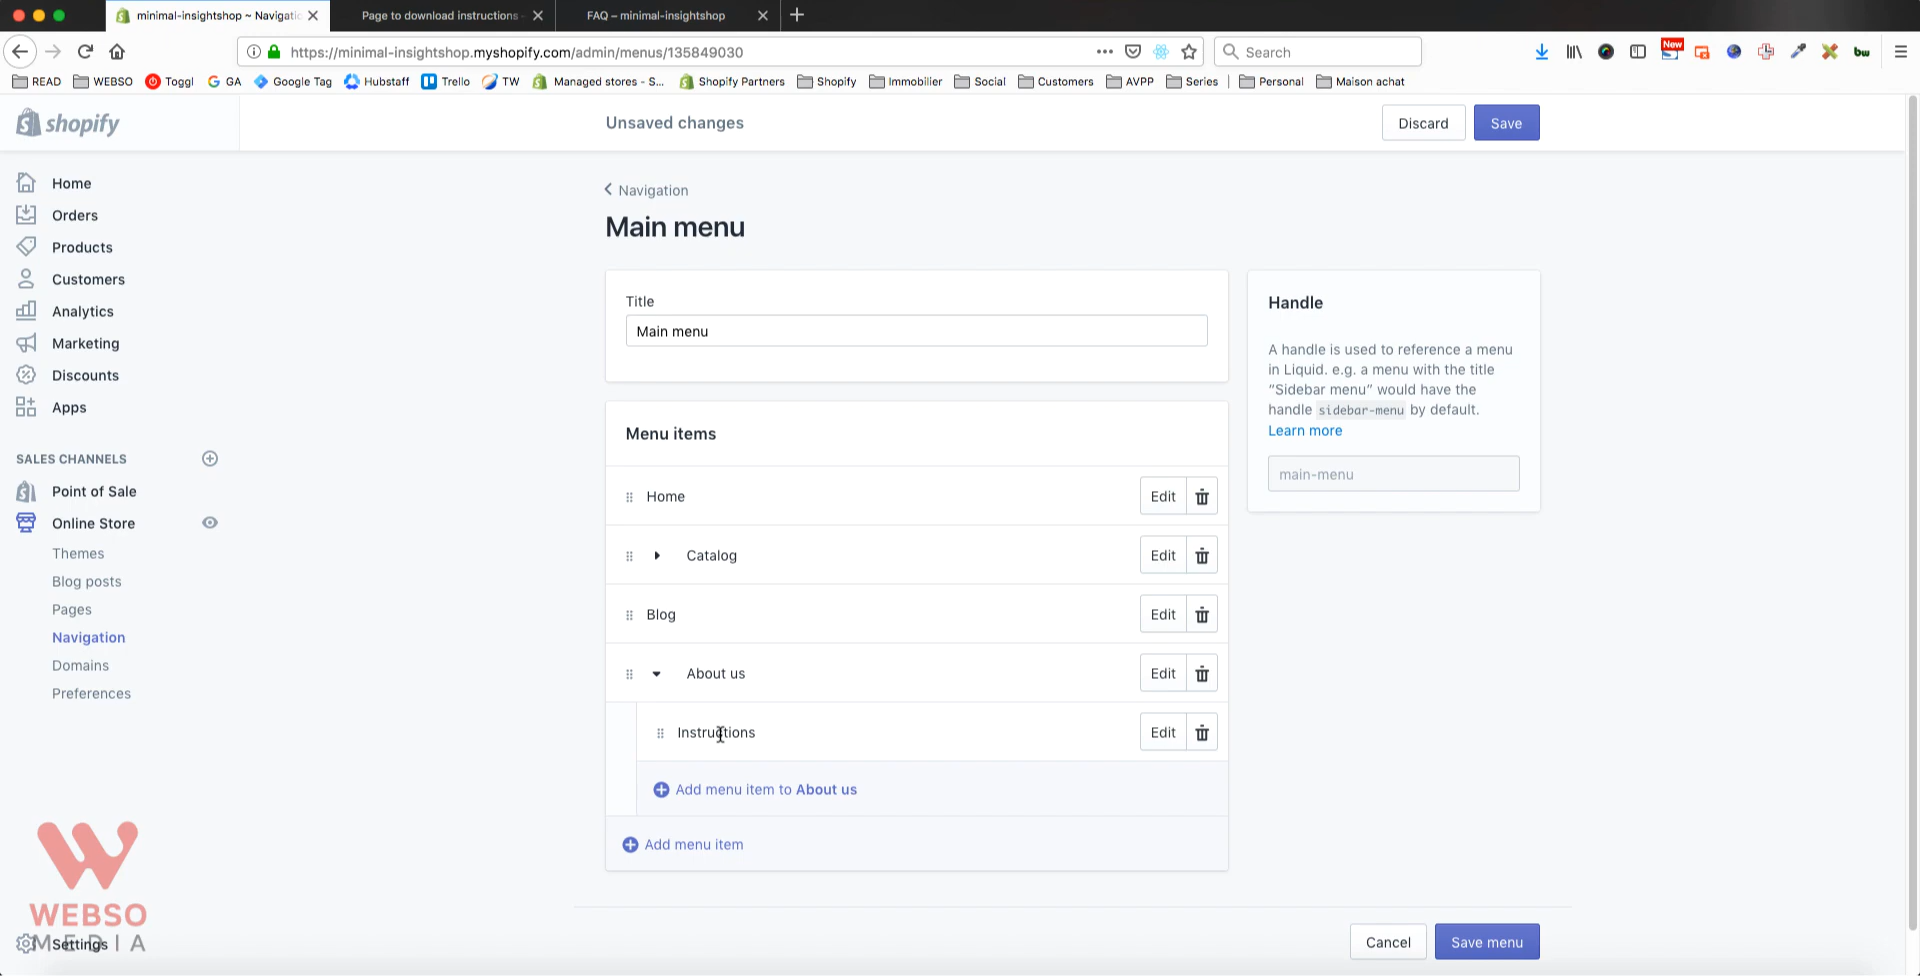 minimal-insightshop ~ Navigatio
Page to download instructions
FAQ – minimal-insightshop
https://minimal-insightshop.myshopify.com/admin/menus/135849030
Search
New
bw
READ
WEBSO
Toggl
G GA
Google Tag
Hubstaff
Trello
TW
Managed stores - S...
Shopify Partners
Shopify
Immobilier
Social
Customers
AVPP
Series
Personal
Maison achat
shopify
Unsaved changes
Discard
Save
Home
Orders
Products
Customers
Analytics
Marketing
Discounts
Apps
SALES CHANNELS
Point of Sale
Online Store
Themes
Blog posts
Pages
Navigation
Domains
Preferences
WEBSO
MEDIA
Settings
Navigation
Main menu
Title
Main menu
Menu items
Home
Edit
Catalog
Edit
Blog
Edit
About us
Edit
Instructions
Edit
Add menu item to About us
Add menu item
Handle
A handle is used to reference a menu
in Liquid. e.g. a menu with the title
“Sidebar menu” would have the
handle sidebar-menu by default.
Learn more
main-menu
Cancel
Save menu